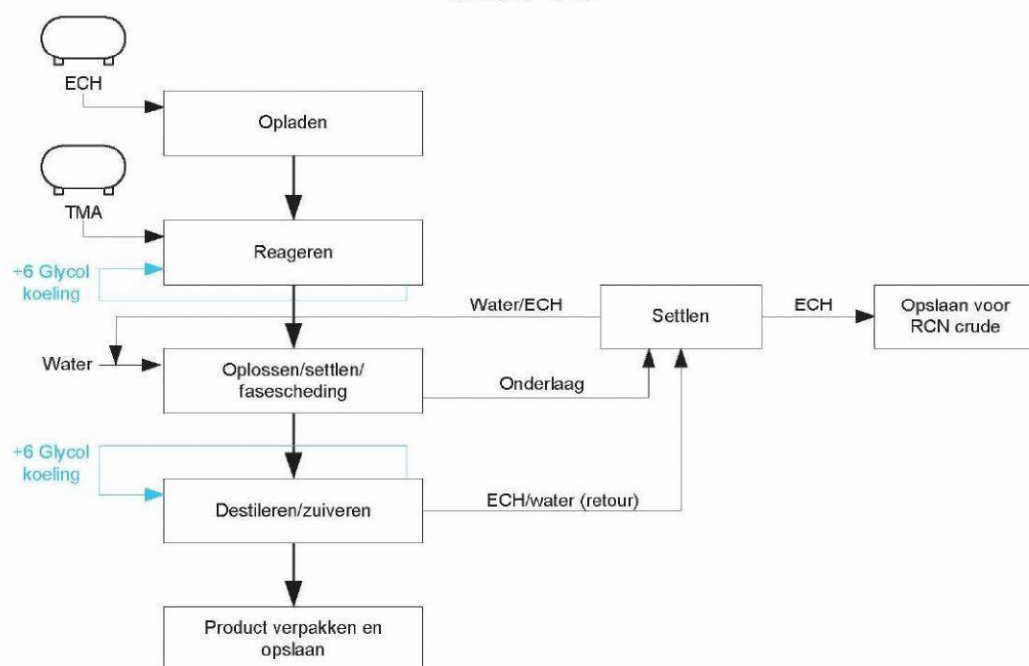 ECH
Opladen
TMA
Reageren
+6 Glycol
koeling
Water/ECH
Settlen
ECH
Opslaan voor
RCN crude
Water
Oplossen/settlen/
fasescheding
Onderlaag
+6 Glycol
koeling
Destileren/zuiveren
ECH/water (retour)
Product verpakken en
opslaan